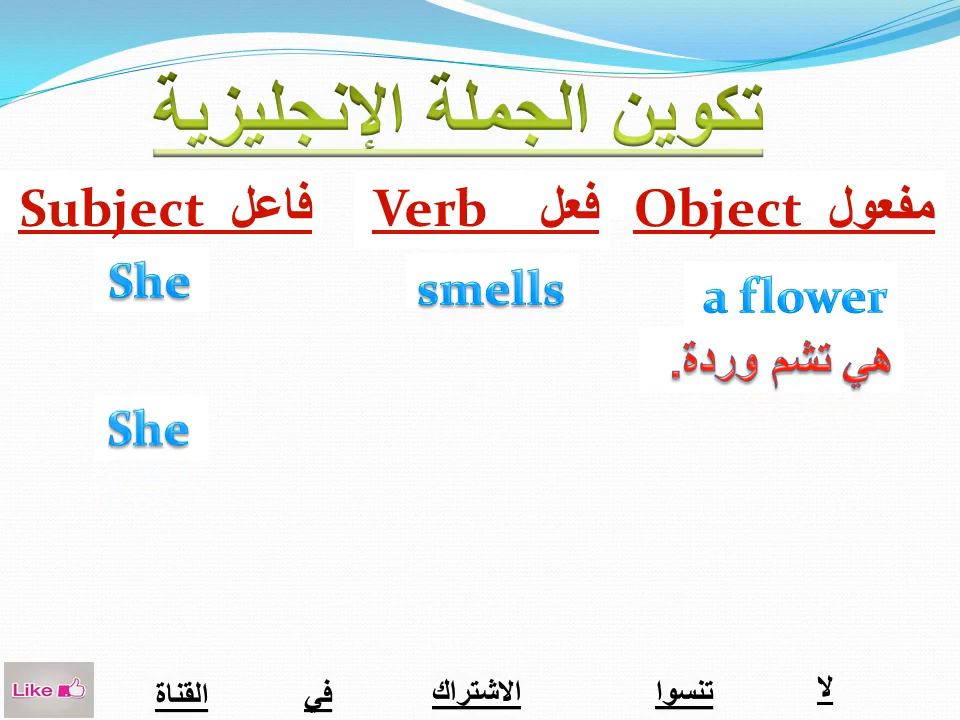 تكوين الجملة الإنجليزية
Subject فاعل Verb فعل Object مفعول
She smells a flower
هي تشم وردة.
She
لا تنسوا الاشتراك في القناة
Like